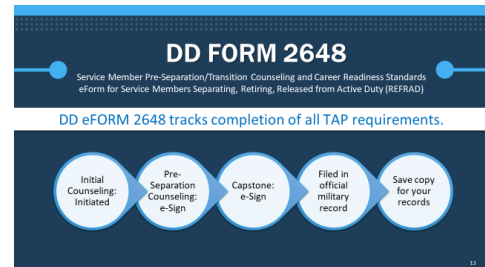 DD FORM 2648
Service Member Pre-Separation/Transition Counseling and Career Readiness Standards
eForm for Service Members Separating, Retiring, Released from Active Duty (REFRAD)
DD eFORM 2648 tracks completion of all TAP requirements.
Initial
Counseling:
Initiated
Pre-
Separation
Counseling:
e-Sign
Capstone:
e-Sign
Filed in
official
military
record
Save copy
for your
records
13